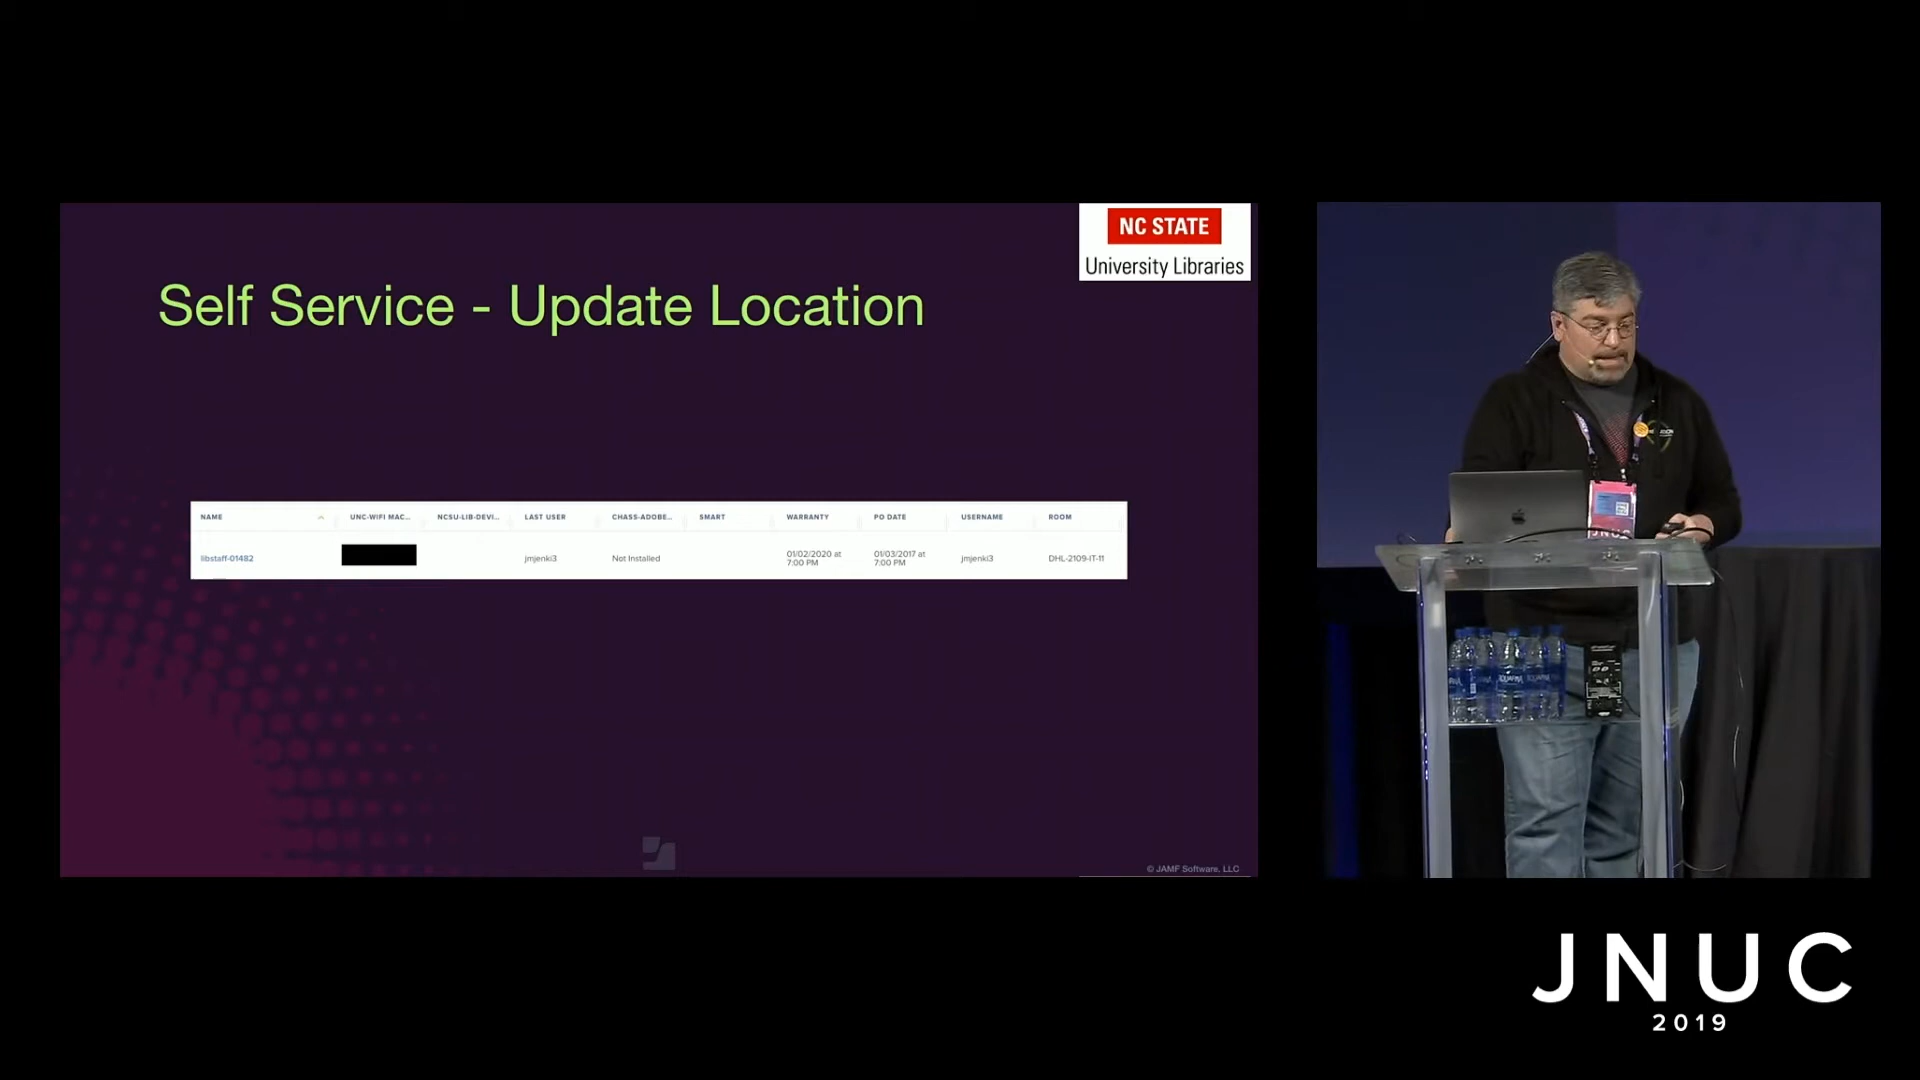 NC STATE
University Libraries
Self Service - Update Location
NAME UNC-WIFI MAC... NCSU-LIB-DEVI... LAST USER CHASS-ADOBE... SMART WARRANTY PO DATE USERNAME ROOM
libstaff-01482 jmjenki3 Not Installed 01/02/2020 at 01/03/2017 at jmjenki3 DHL-2109-IT-11
7:00 PM 7:00 PM
© JAMF Software, LLC
JNUC
AQUAFINA
JNUC
2019